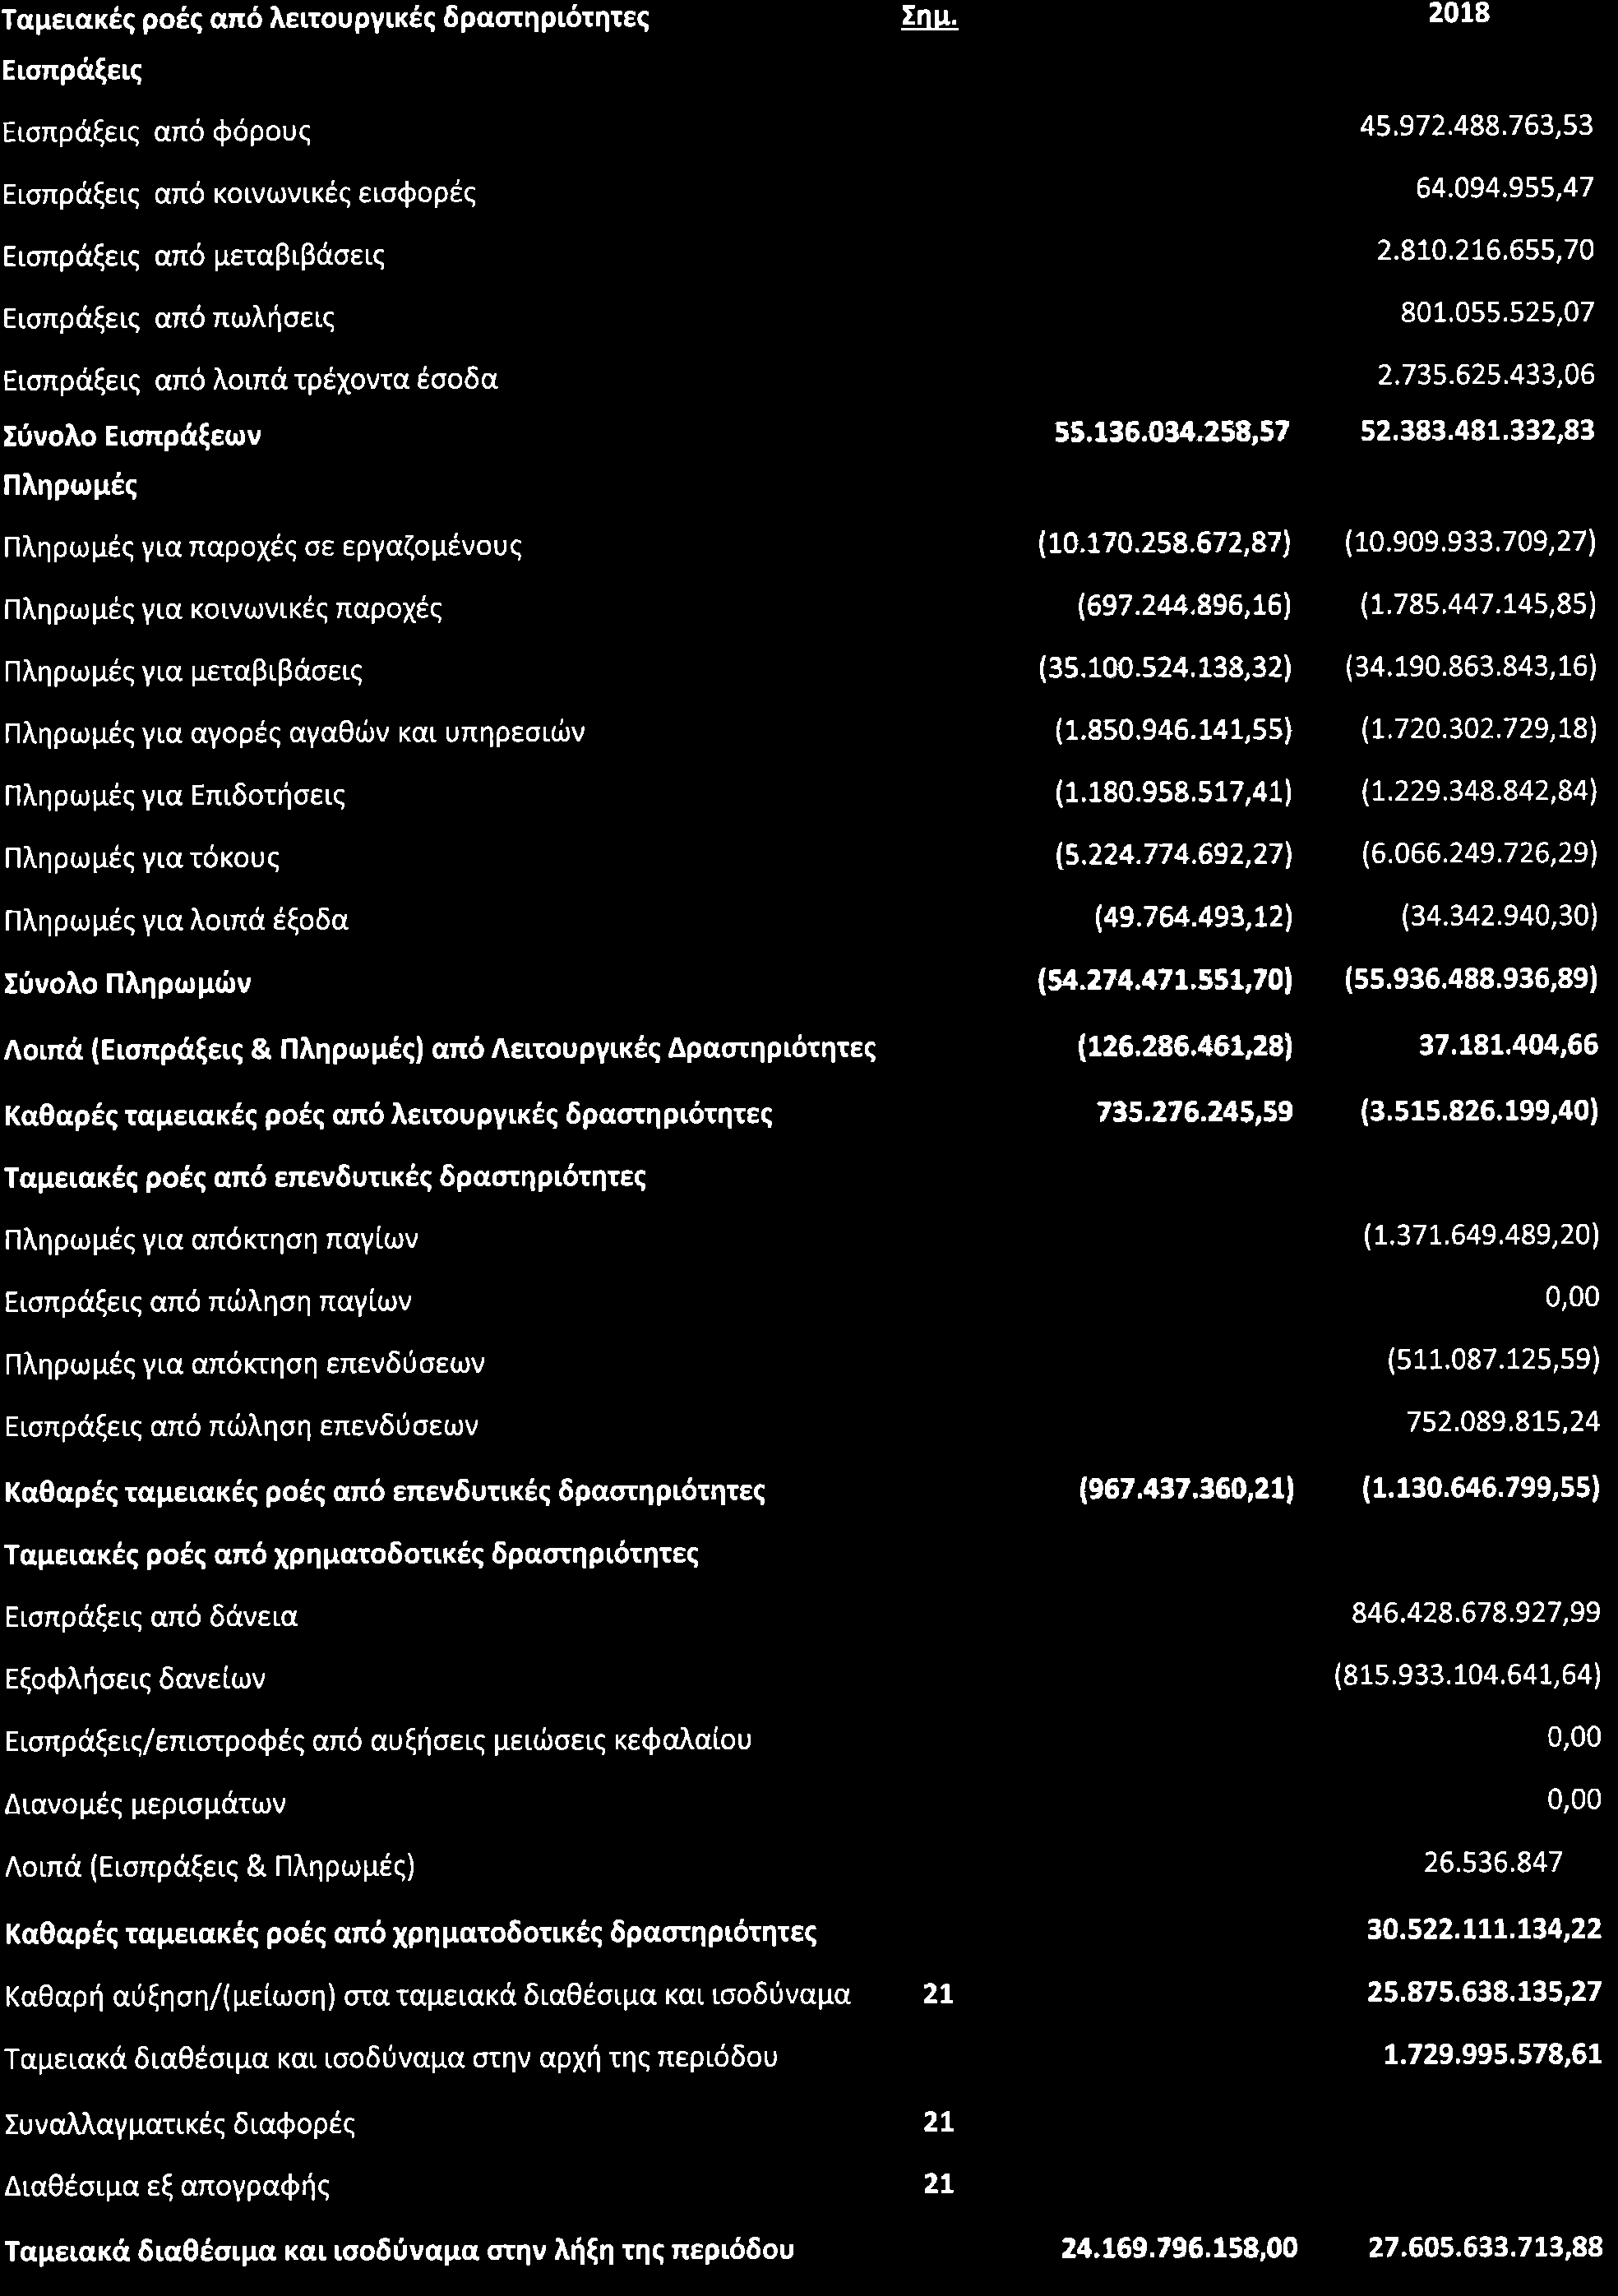 Ταμειακές ροές από λειτουργικές δραστηριότητες Σημ. 2018
Εισπράξεις
Εισπράξεις από φόρους 45.972.488.763,53
Εισπράξεις από κοινωνικές εισφορές 64.094.955,47
Εισπράξεις από μεταβιβάσεις 2.810.216.655,70
Εισπράξεις από πωλήσεις 801.055.525,07
Εισπράξεις από λοιπά τρέχοντα έσοδα 2.735.625.433,06
Σύνολο Εισπράξεων 55.136.034.258,57 52.383.481.332,83
Πληρωμές
Πληρωμές για παροχές σε εργαζομένους (10.170.258.672,87) (10.909.933.709,27)
Πληρωμές για κοινωνικές παροχές (697.244.896,16) (1.785.447.145,85)
Πληρωμές για μεταβιβάσεις (35.100.524.138,32) (34.190.863.843,16)
Πληρωμές για αγορές αγαθών και υπηρεσιών (1.850.946.141,55) (1.720.302.729,18)
Πληρωμές για Επιδοτήσεις (1.180.958.517,41) (1.229.348.842,84)
Πληρωμές για τόκους (5.224.774.692,27) (6.066.249.726,29)
Πληρωμές για λοιπά έξοδα (49.764.493,12) (34.342.940,30)
Σύνολο Πληρωμών (54.274.471.551,70) (55.936.488.936,89)
Λοιπά (Εισπράξεις & Πληρωμές) από Λειτουργικές Δραστηριότητες (126.286.461,28) 37.181.404,66
Καθαρές ταμειακές ροές από λειτουργικές δραστηριότητες 735.276.245,59 (3.515.826.199,40)
Ταμειακές ροές από επενδυτικές δραστηριότητες
Πληρωμές για απόκτηση παγίων (1.371.649.489,20)
Εισπράξεις από πώληση παγίων 0,00
Πληρωμές για απόκτηση επενδύσεων (511.087.125,59)
Εισπράξεις από πώληση επενδύσεων 752.089.815,24
Καθαρές ταμειακές ροές από επενδυτικές δραστηριότητες (967.437.360,21) (1.130.646.799,55)
Ταμειακές ροές από χρηματοδοτικές δραστηριότητες
Εισπράξεις από δάνεια 846.428.678.927,99
Εξοφλήσεις δανείων (815.933.104.641,64)
Εισπράξεις/επιστροφές από αυξήσεις μειώσεις κεφαλαίου 0,00
Διανομές μερισμάτων 0,00
Λοιπά (Εισπράξεις & Πληρωμές) 26.536.847
Καθαρές ταμειακές ροές από χρηματοδοτικές δραστηριότητες 30.522.111.134,22
Καθαρή αύξηση/(μείωση) στα ταμειακά διαθέσιμα και ισοδύναμα 21 25.875.638.135,27
Ταμειακά διαθέσιμα και ισοδύναμα στην αρχή της περιόδου 1.729.995.578,61
Συναλλαγματικές διαφορές 21
Διαθέσιμα εξ απογραφής 21
Ταμειακά διαθέσιμα και ισοδύναμα στην λήξη της περιόδου 24.169.796.158,00 27.605.633.713,88